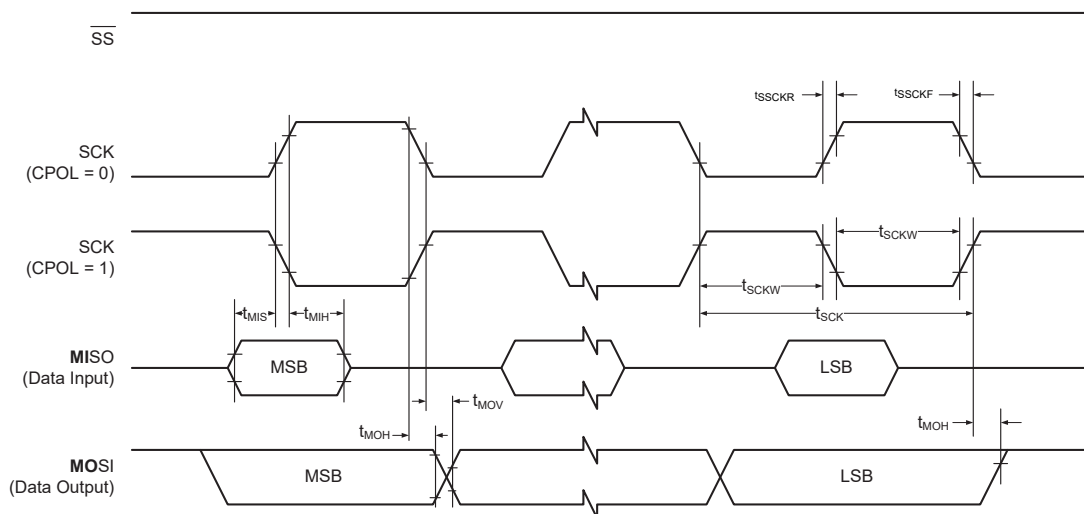 SS
tSSCKR
tSSCKF
SCK
(CPOL = 0)
SCK
(CPOL = 1)
tSCKW
tSCKW
tSCK
tMIS
tMIH
MISO
(Data Input)
MSB
LSB
tMOV
tMOH
tMOH
MOSI
(Data Output)
MSB
LSB